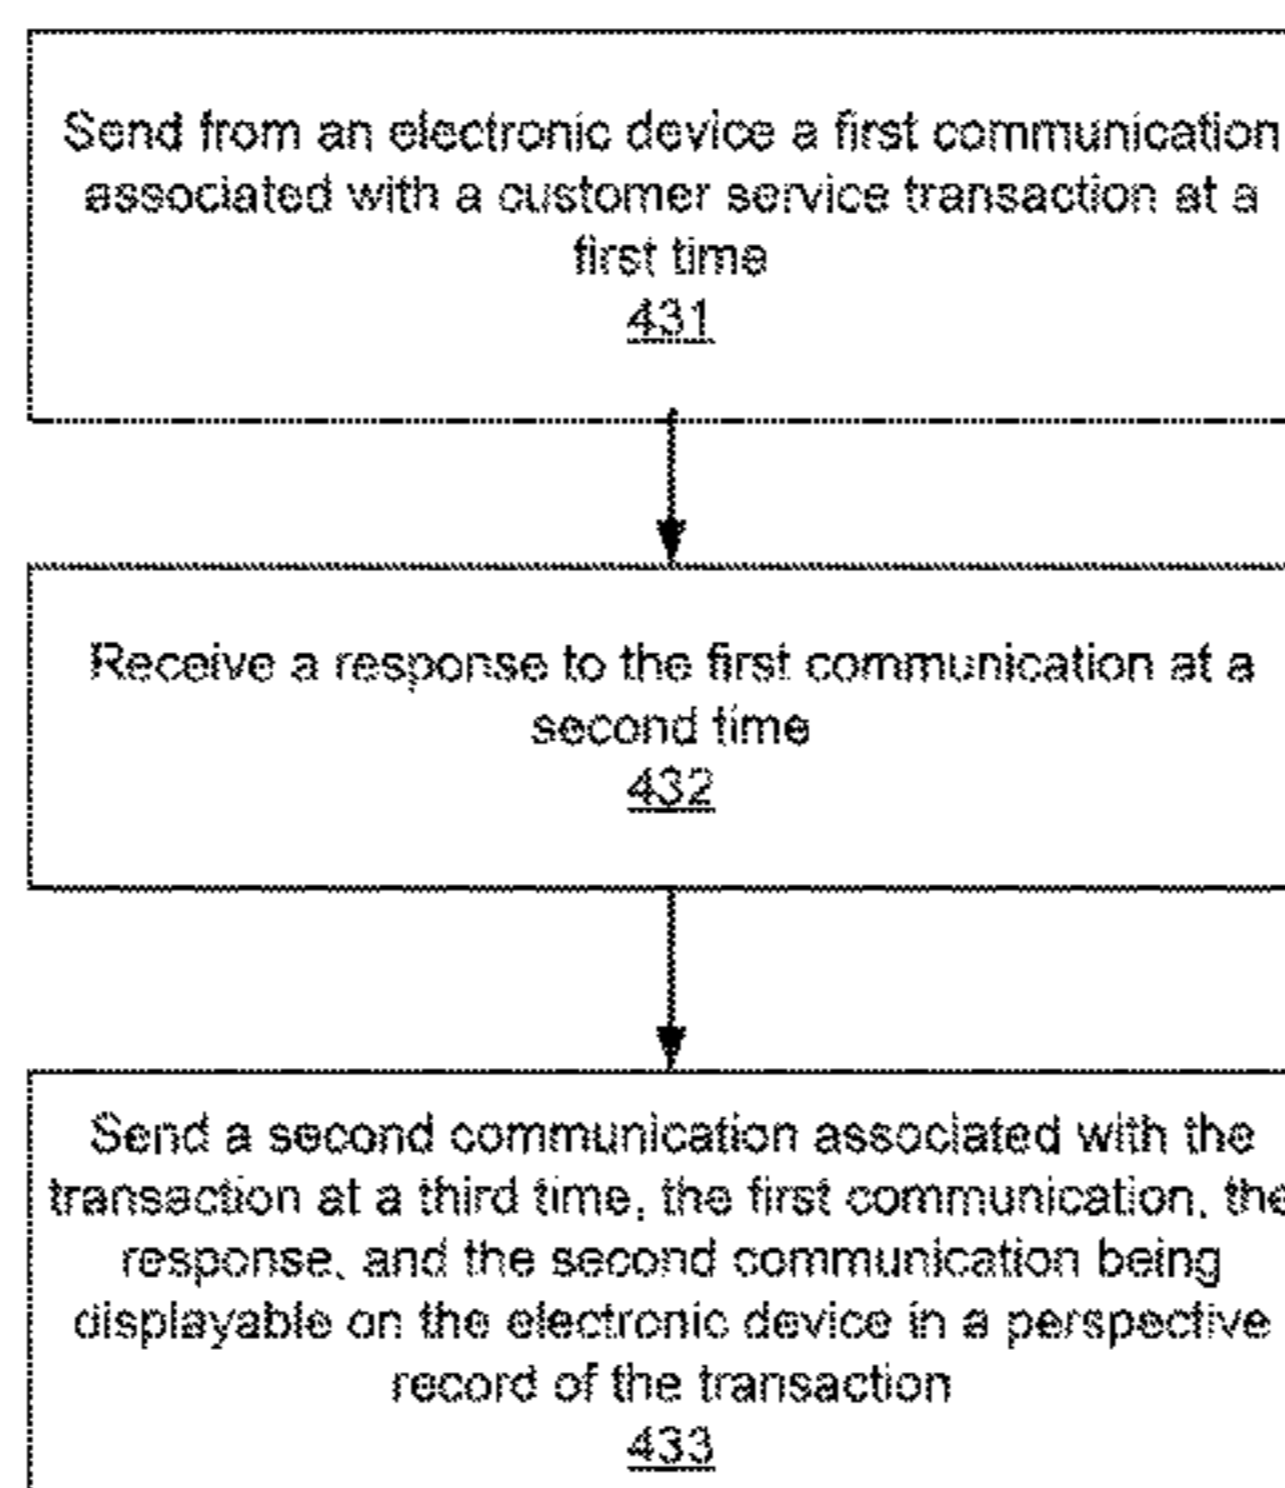 Send from an electronic device a first communication
associated with a customer service transaction at a
first time
431
Receive a response to the first communication at a
second time
432
Send a second communication associated with the
transaction at a third time, the first communication, the
response, and the second communication being
displayable on the electronic device in a perspective
record of the transaction
433